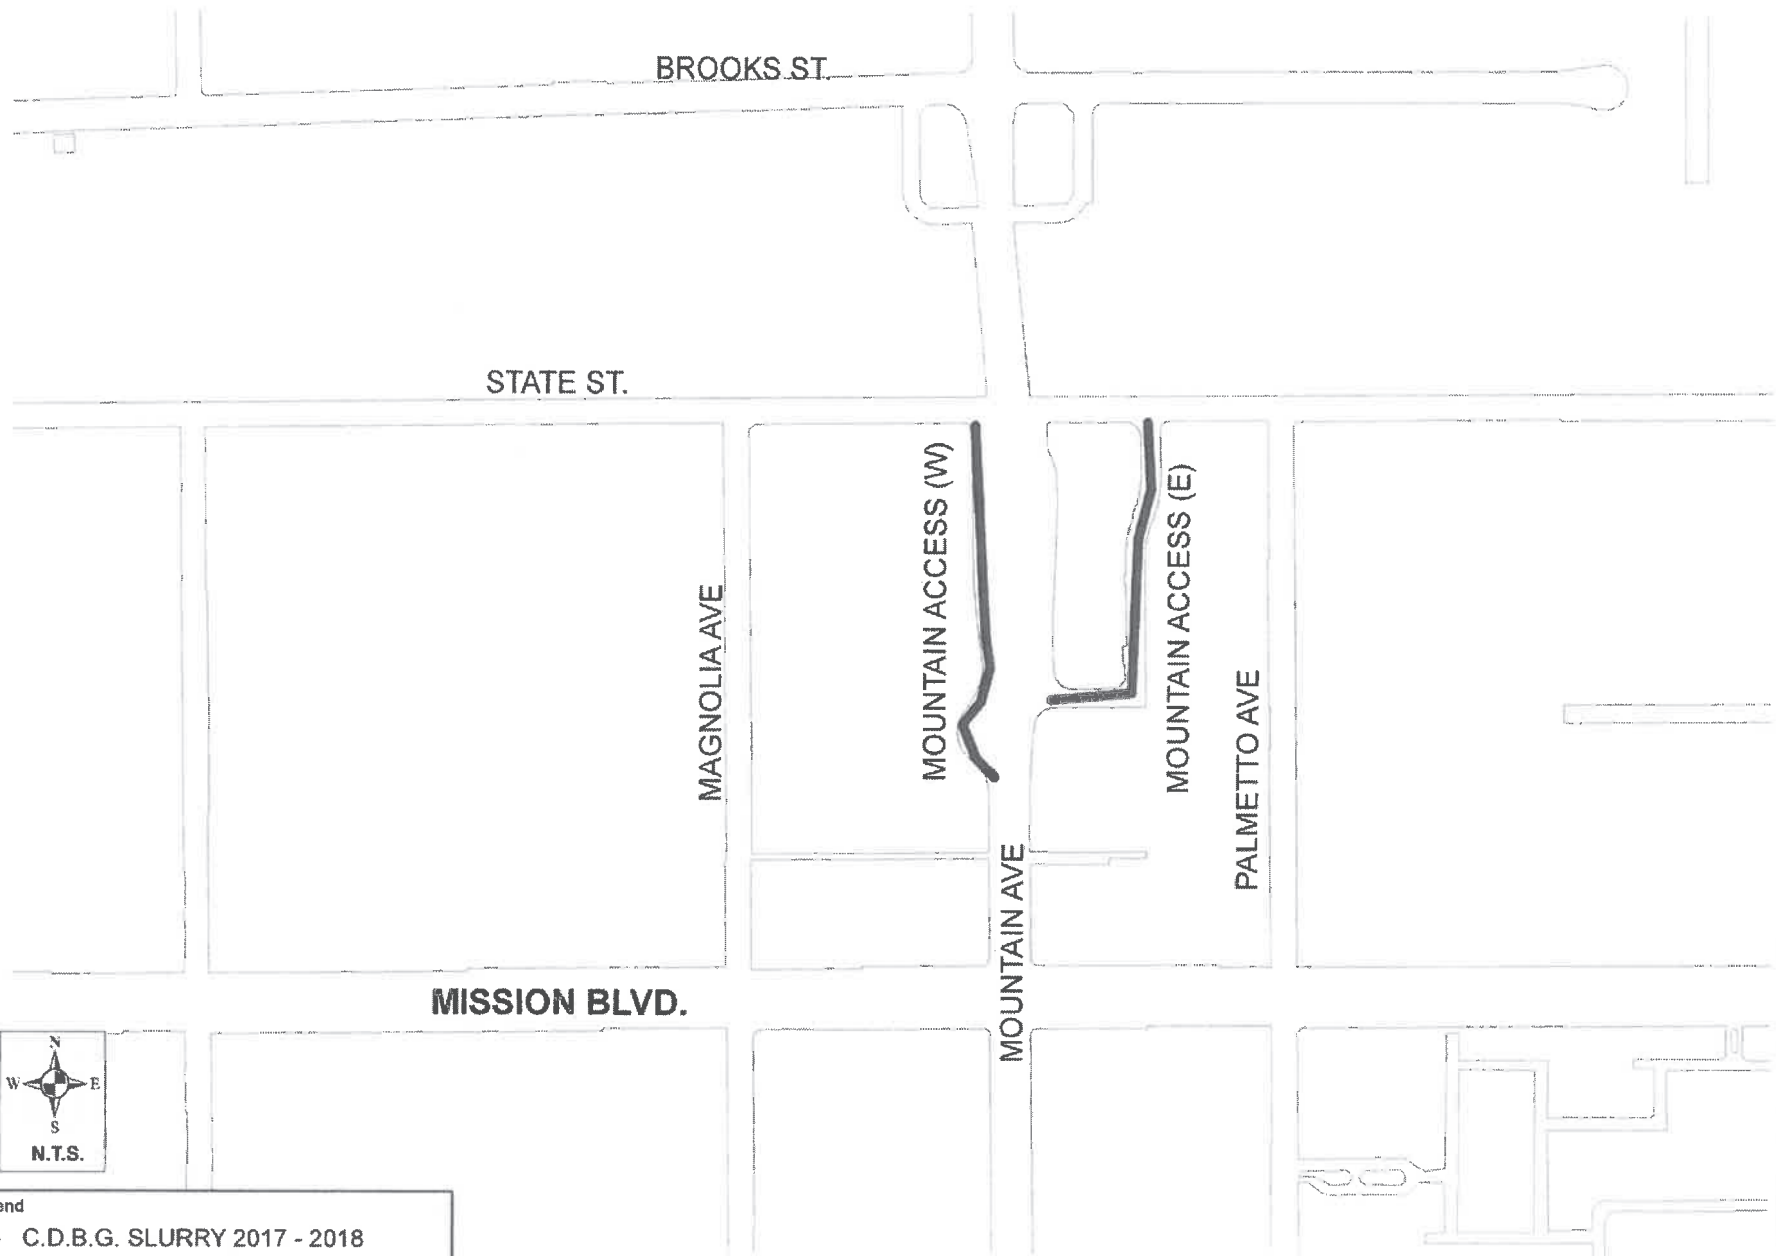 BROOKS ST.
STATE ST.
MOUNTAIN ACCESS (W)
MOUNTAIN ACCESS (E)
MAGNOLIA AVE
PALMETTO AVE
MOUNTAIN AVE
MISSION BLVD.
N
W E
S
N.T.S.
end
C.D.B.G. SLURRY 2017 - 2018